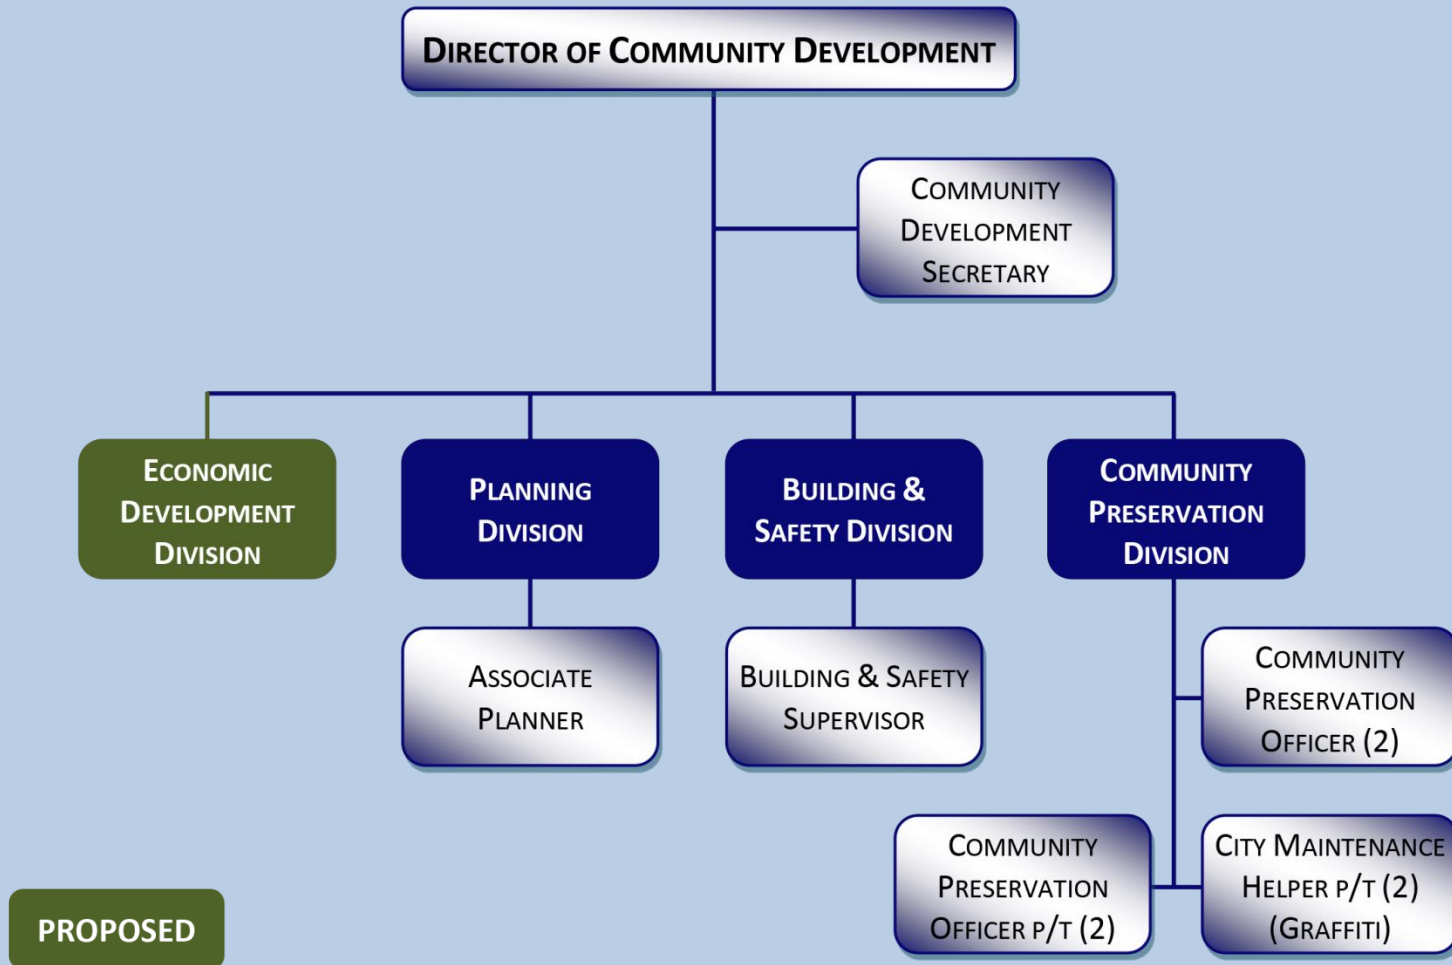 DIRECTOR OF COMMUNITY DEVELOPMENT
COMMUNITY
DEVELOPMENT
SECRETARY
ECONOMIC
DEVELOPMENT
DIVISION
PLANNING
DIVISION
BUILDING &
SAFETY DIVISION
COMMUNITY
PRESERVATION
DIVISION
ASSOCIATE
PLANNER
BUILDING & SAFETY
SUPERVISOR
COMMUNITY
PRESERVATION
OFFICER (2)
COMMUNITY
PRESERVATION
OFFICER P/T (2)
CITY MAINTENANCE
HELPER P/T (2)
(GRAFFITI)
PROPOSED